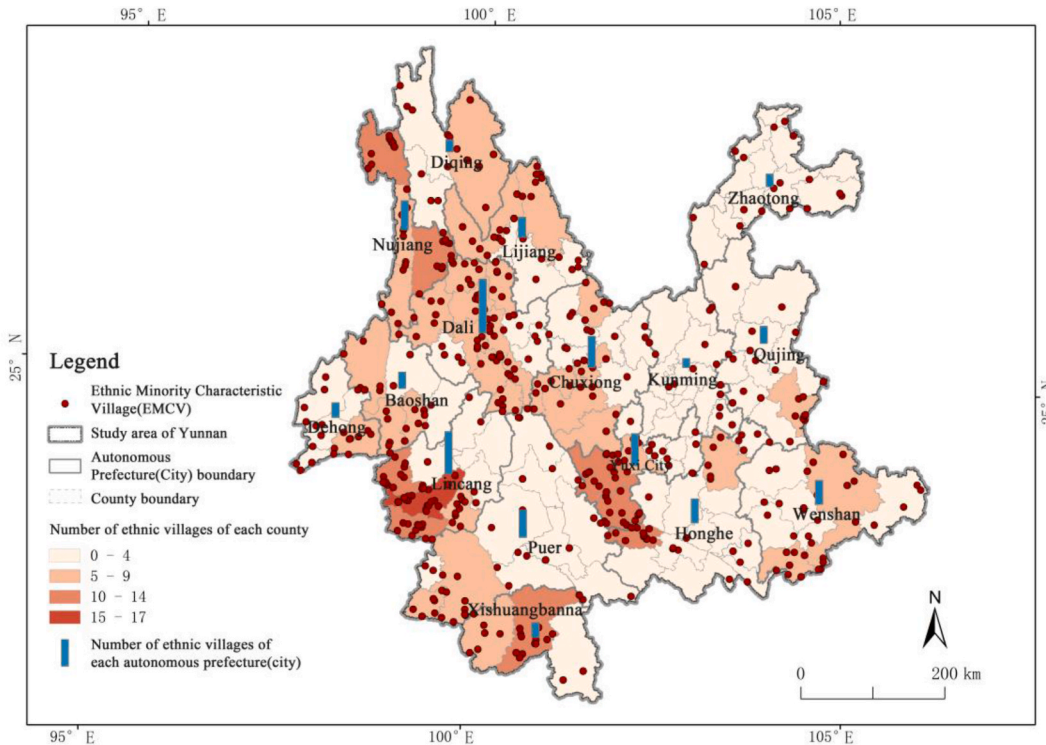 95° E 100° E 105° E
Diqing
Zhaotong
Nujiang
Lijiang
Dali
25° N
Qujing
Legend
Chuxiong
Kunming
Ethnic Minority Characteristic
Village(EMCV)
Baoshan
25° N
Dehong
Study area of Yunnan
Autonomous
Prefecture(City) boundary
Yuxi City
Lincang
County boundary
Wenshan
Honghe
Number of ethnic villages of each county
Puer
0 - 4
5 - 9
10 - 14
15 - 17
N
Xishuangbanna
Number of ethnic villages of
each autonomous prefecture(city)
0 200 km
95° E 100° E 105° E